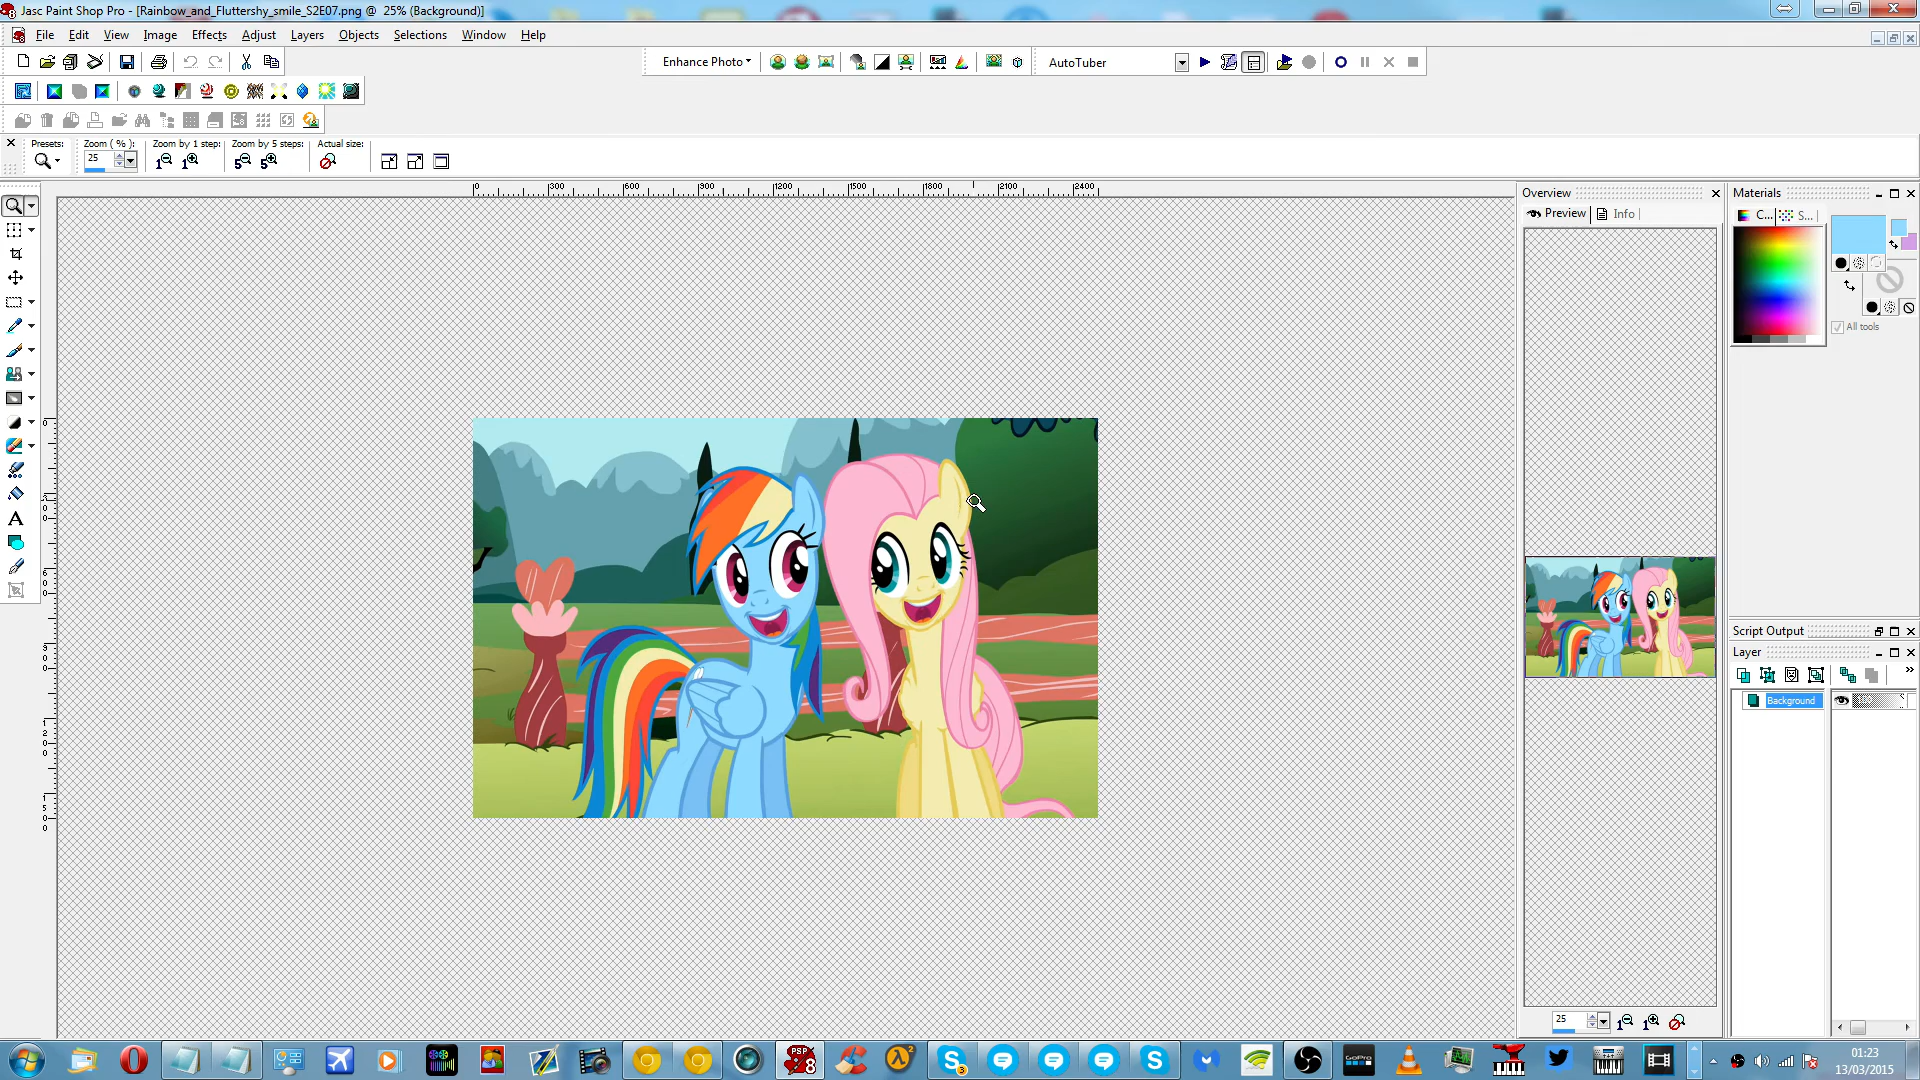 Jasc Paint Shop Pro - [Rainbow_and_Fluttershy_smile_S2E07.png @ 25% (Background)]
File Edit View Image Effects Adjust Layers Objects Selections Window Help
Enhance Photo AutoTuber
Presets: Zoom ( % ): Zoom by 1 step: Zoom by 5 steps: Actual size:
25
0 300 600 900 1200 1500 1800 2100 2400
Overview Materials
Preview Info C... S...
All tools
Script Output
Layer
Background
25
01:23
13/03/2015